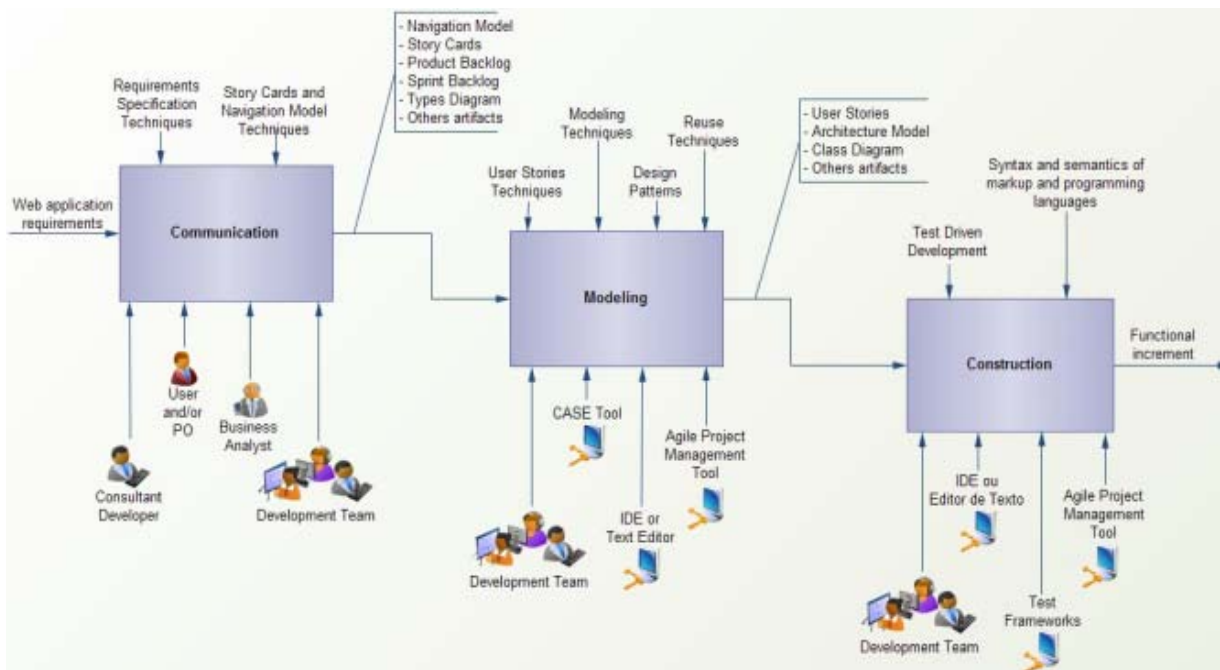 - Navigation Model
- Story Cards
- Product Backlog
- Sprint Backlog
- Types Diagram
- Others artifacts
Requirements
Specification
Techniques
Story Cards and
Navigation Model
Techniques
Web application
requirements
Communication
User
and/or
PO
Business
Analyst
Consultant
Developer
Development Team
Modeling
Techniques
Reuse
Techniques
User Stories
Techniques
Design
Patterns
Modeling
CASE Tool
Agile Project
Management
Tool
IDE or
Text Editor
Development Team
- User Stories
- Architecture Model
- Class Diagram
- Others artifacts
Syntax and semantics of
markup and programming
languages
Test Driven
Development
Construction
Functional
increment
IDE ou
Editor de Texto
Agile Project
Management
Tool
Test
Frameworks
Development Team